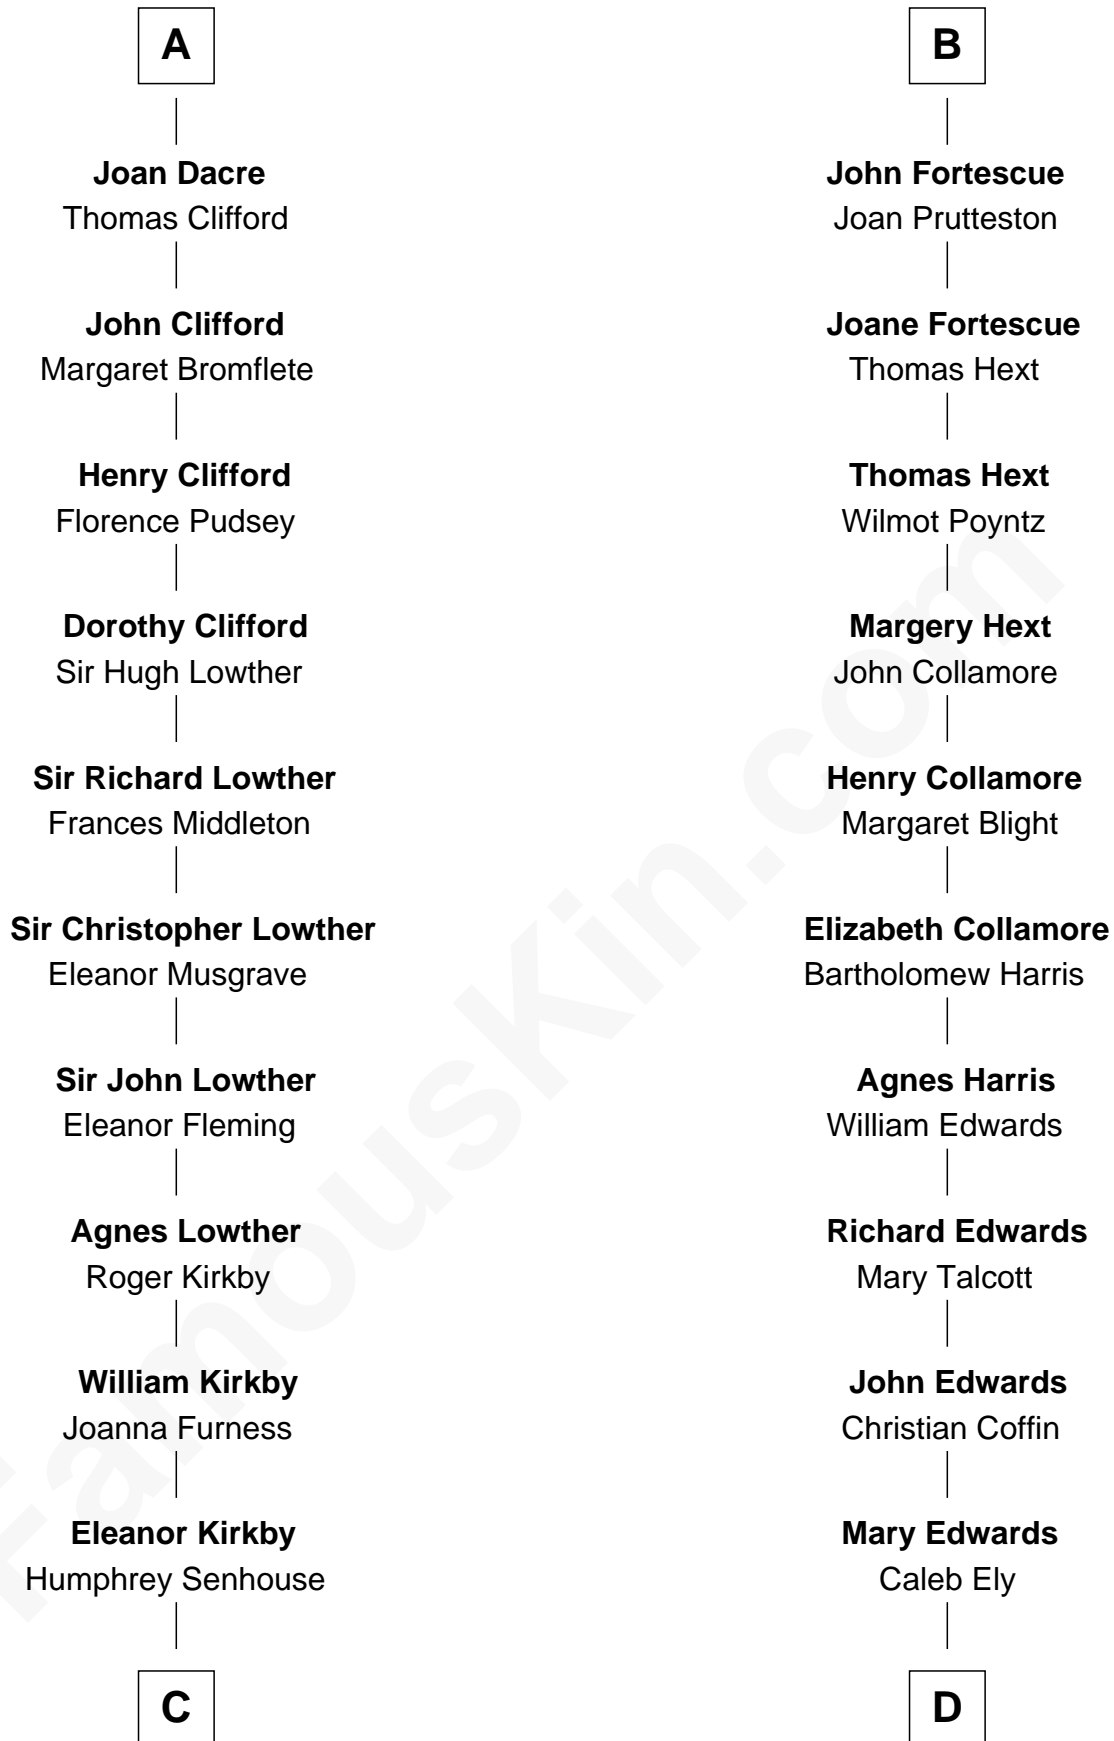 A
Joan Dacre
Thomas Clifford
John Clifford
Margaret Bromflete
Henry Clifford
Florence Pudsey
Dorothy Clifford
Sir Hugh Lowther
Sir Richard Lowther
Frances Middleton
Sir Christopher Lowther
Eleanor Musgrave
Sir John Lowther
Eleanor Fleming
Agnes Lowther
Roger Kirkby
William Kirkby
Joanna Furness
Eleanor Kirkby
Humphrey Senhouse
C
B
John Fortescue
Joan Prutteston
Joane Fortescue
Thomas Hext
Thomas Hext
Wilmot Poyntz
Margery Hext
John Collamore
Henry Collamore
Margaret Blight
Elizabeth Collamore
Bartholomew Harris
Agnes Harris
William Edwards
Richard Edwards
Mary Talcott
John Edwards
Christian Coffin
Mary Edwards
Caleb Ely
D
FamousKin.com